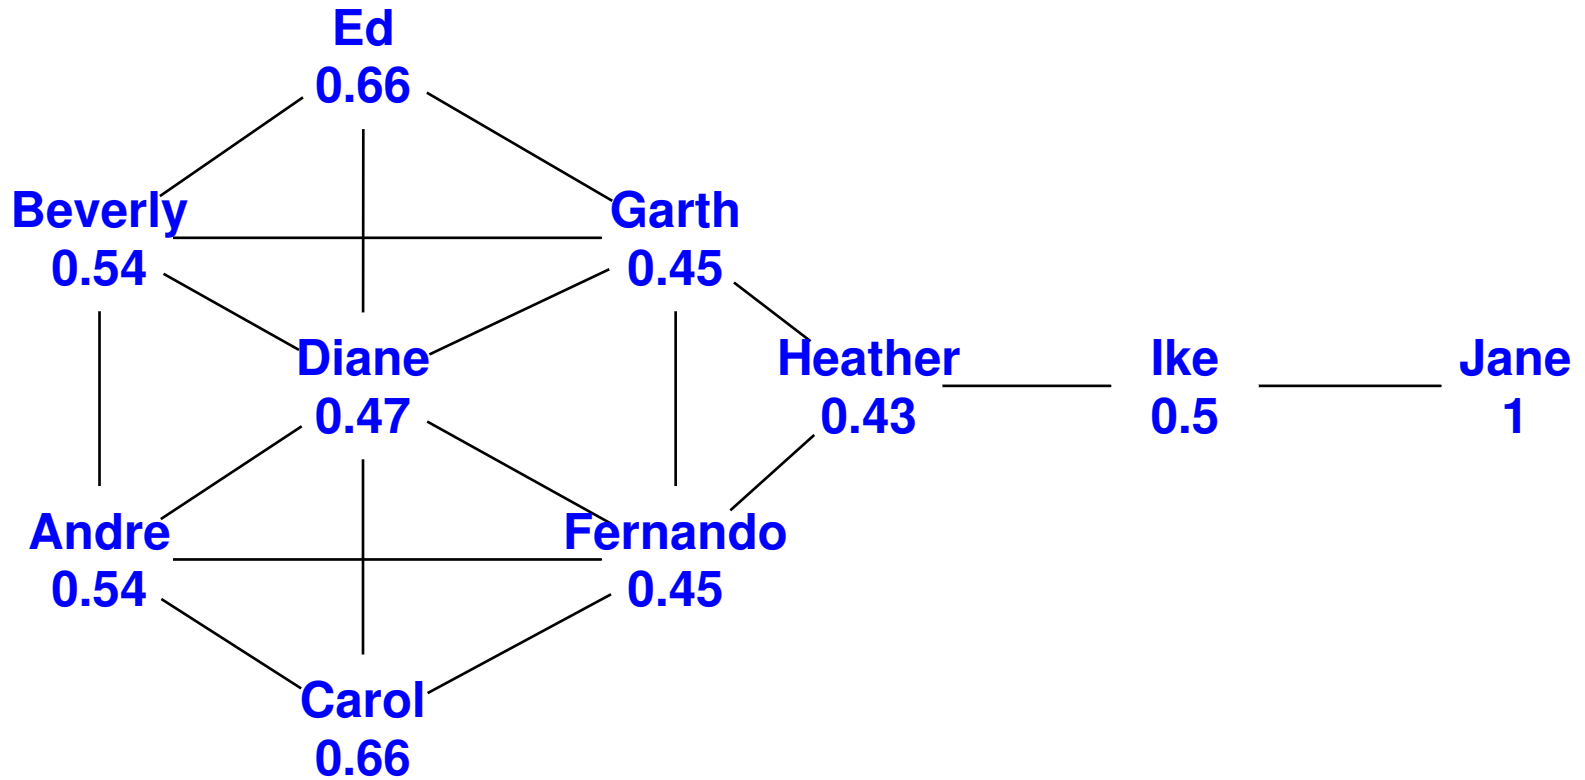 Ed
0.66
Beverly
0.54
Garth
0.45
Diane
0.47
Heather
0.43
Ike
0.5
Jane
1
Andre
0.54
Fernando
0.45
Carol
0.66